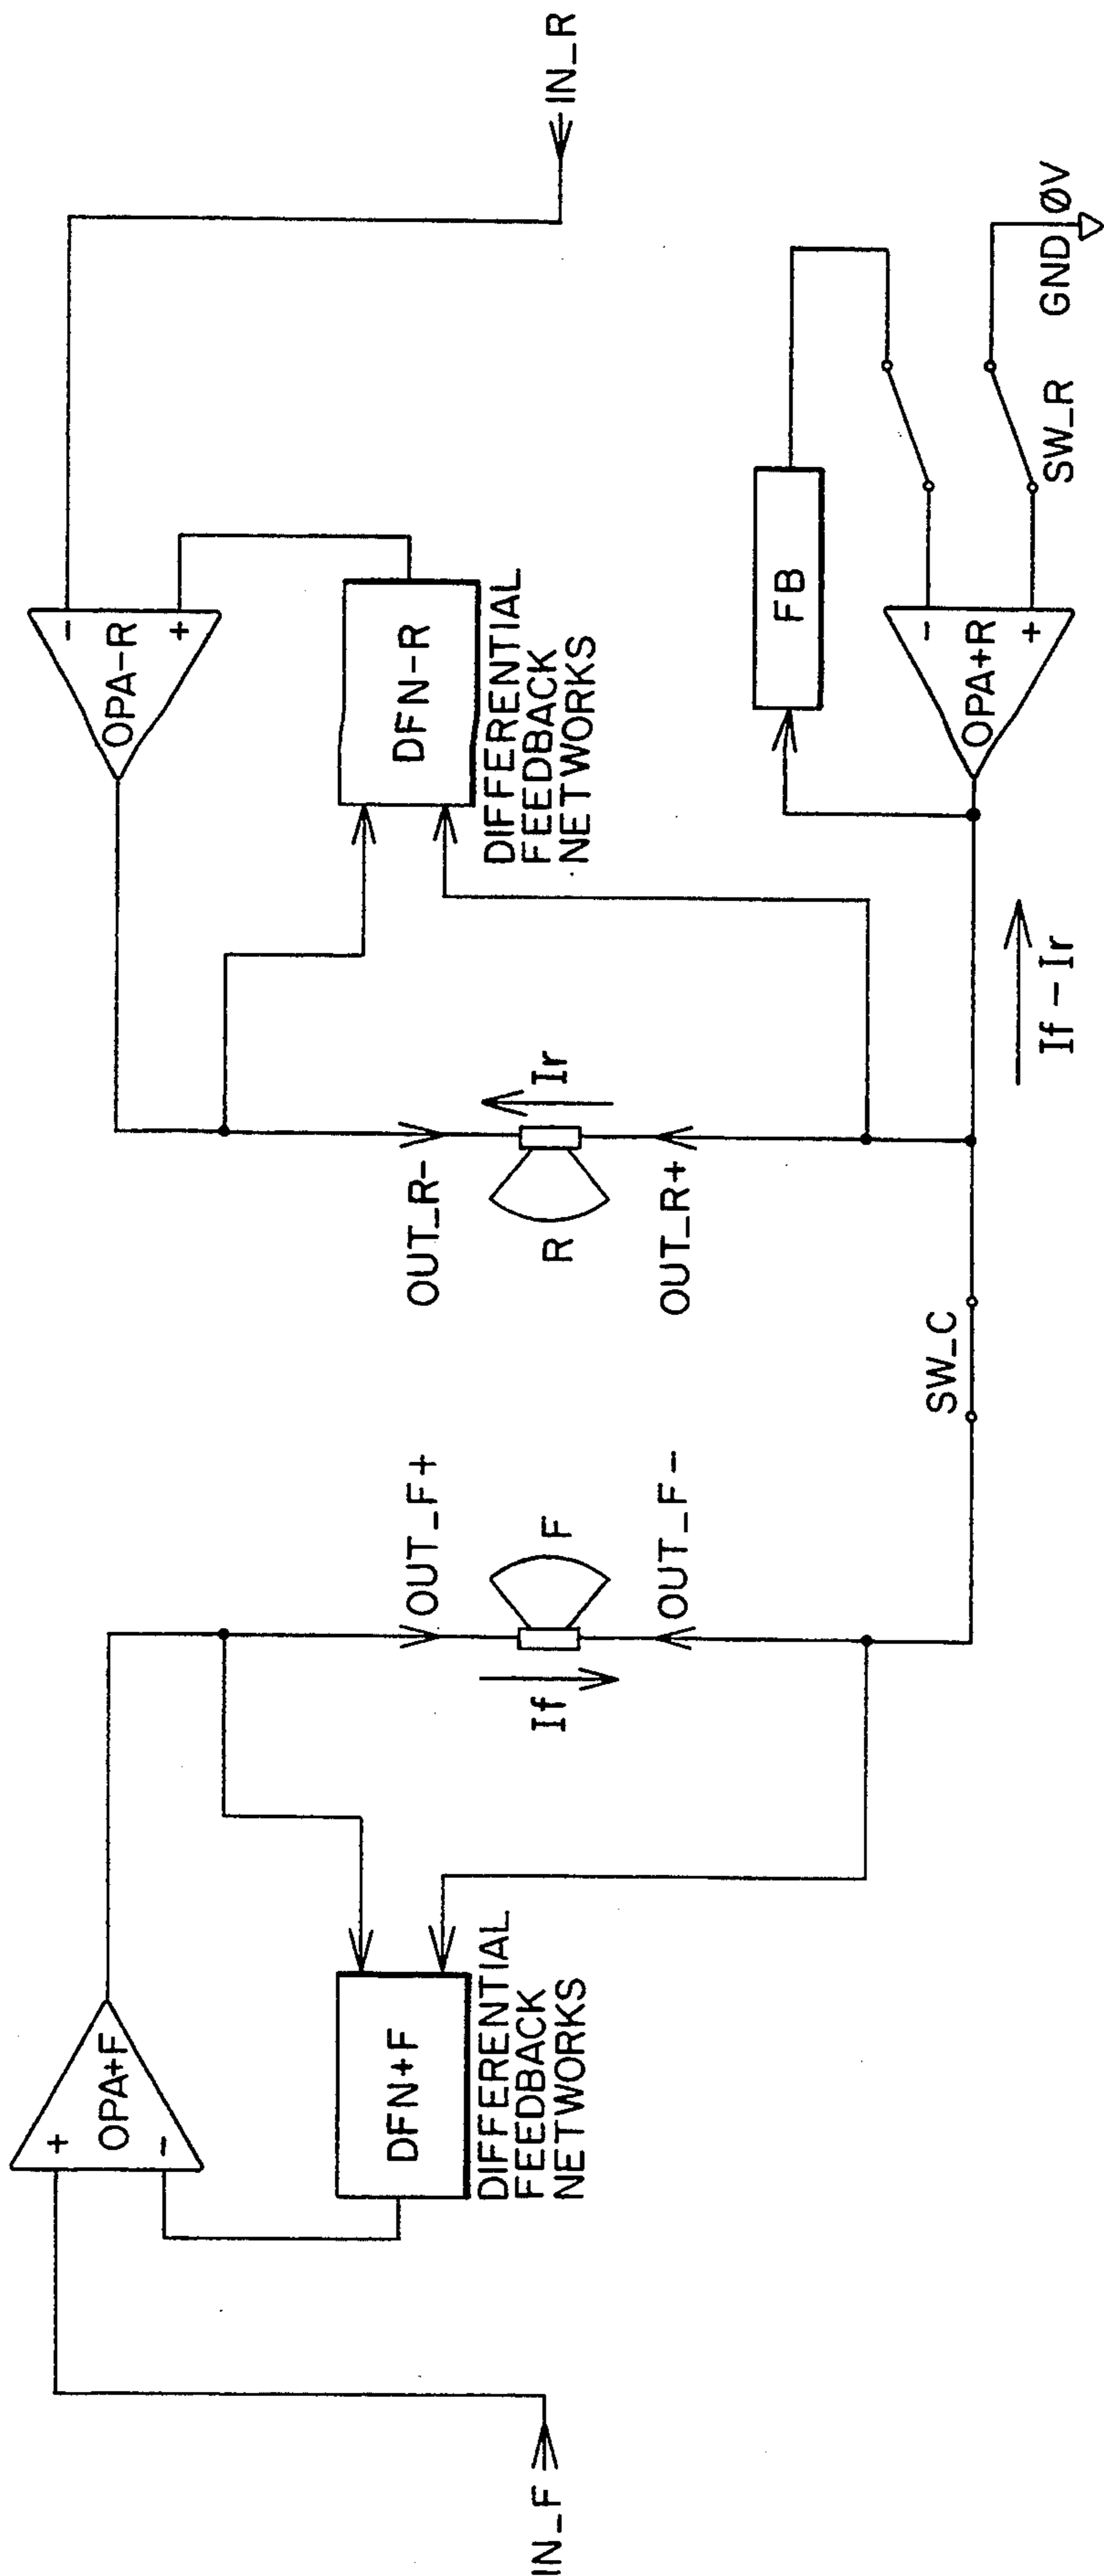 IN_F
+
OPA+F
-
DFN+F
DIFFERENTIAL
FEEDBACK
NETWORKS
If
OUT_F+
F
OUT_F-
SW_C
OUT_R-
R
OUT_R+
Ir
If-Ir
-
OPA-R
+
DFN-R
DIFFERENTIAL
FEEDBACK
NETWORKS
FB
-
OPA+R
+
SW_R
GND ØV
IN_R